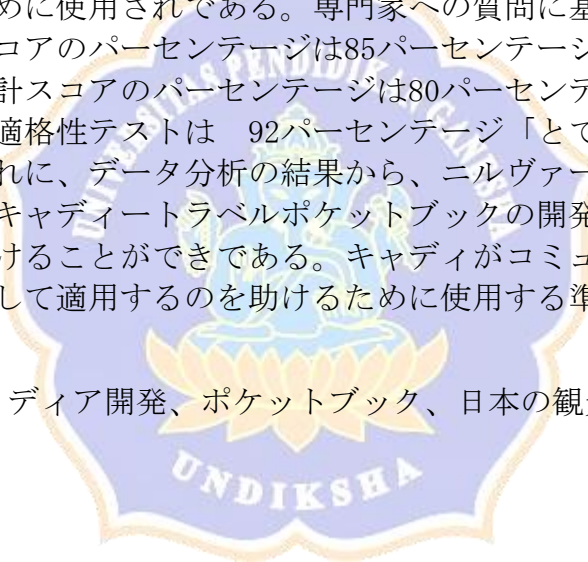 めに使用されである。専門家への質問に基
コアのパーセンテージは85パーセンテージ
計スコアのパーセンテージは80パーセンテ
適格性テストは　92パーセンテージ「とて
れに、データ分析の結果から、ニルヴァー
キャディートラベルポケットブックの開発
けることができである。キャディがコミュ
して適用するのを助けるために使用する準
ディア開発、ポケットブック、日本の観
UNIVERSITAS PENDIDIKAN GANESHA
UNDIKSHA